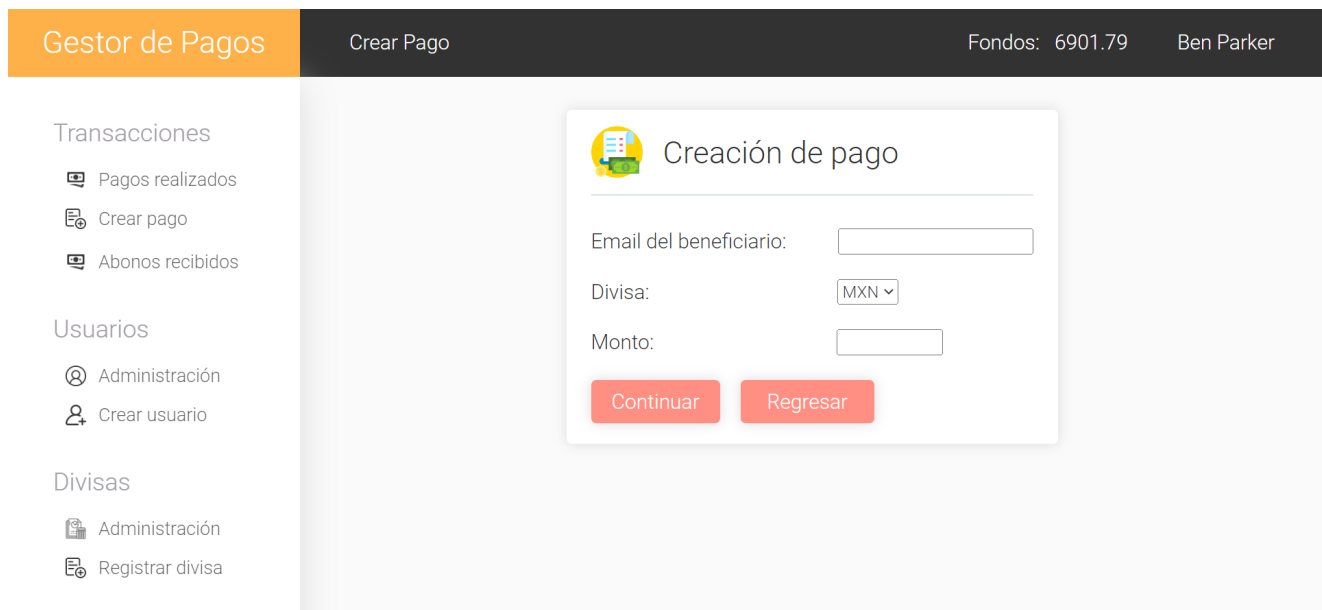 Gestor de Pagos
Crear Pago
Fondos: 6901.79
Ben Parker
Transacciones
Pagos realizados
Crear pago
Abonos recibidos
Usuarios
Administración
Crear usuario
Divisas
Administración
Registrar divisa
Creación de pago
Email del beneficiario:
Divisa: MXN
Monto:
Continuar Regresar